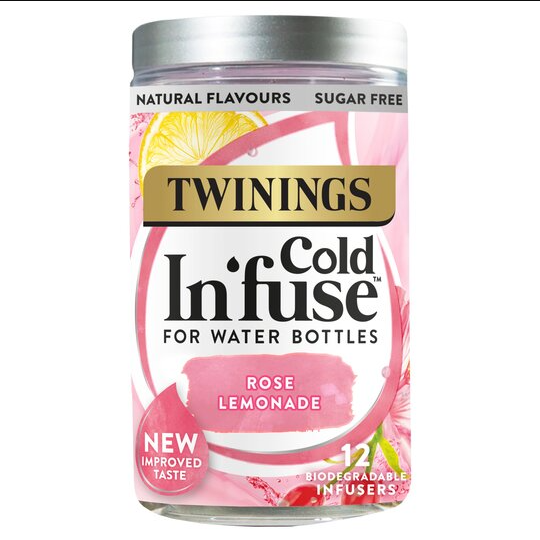 NATURAL FLAVOURS SUGAR FREE
TWININGS
Cold
In'fuse™
FOR WATER BOTTLES
ROSE
LEMONADE
NEW
IMPROVED
TASTE
12
BIODEGRADABLE
INFUSERS